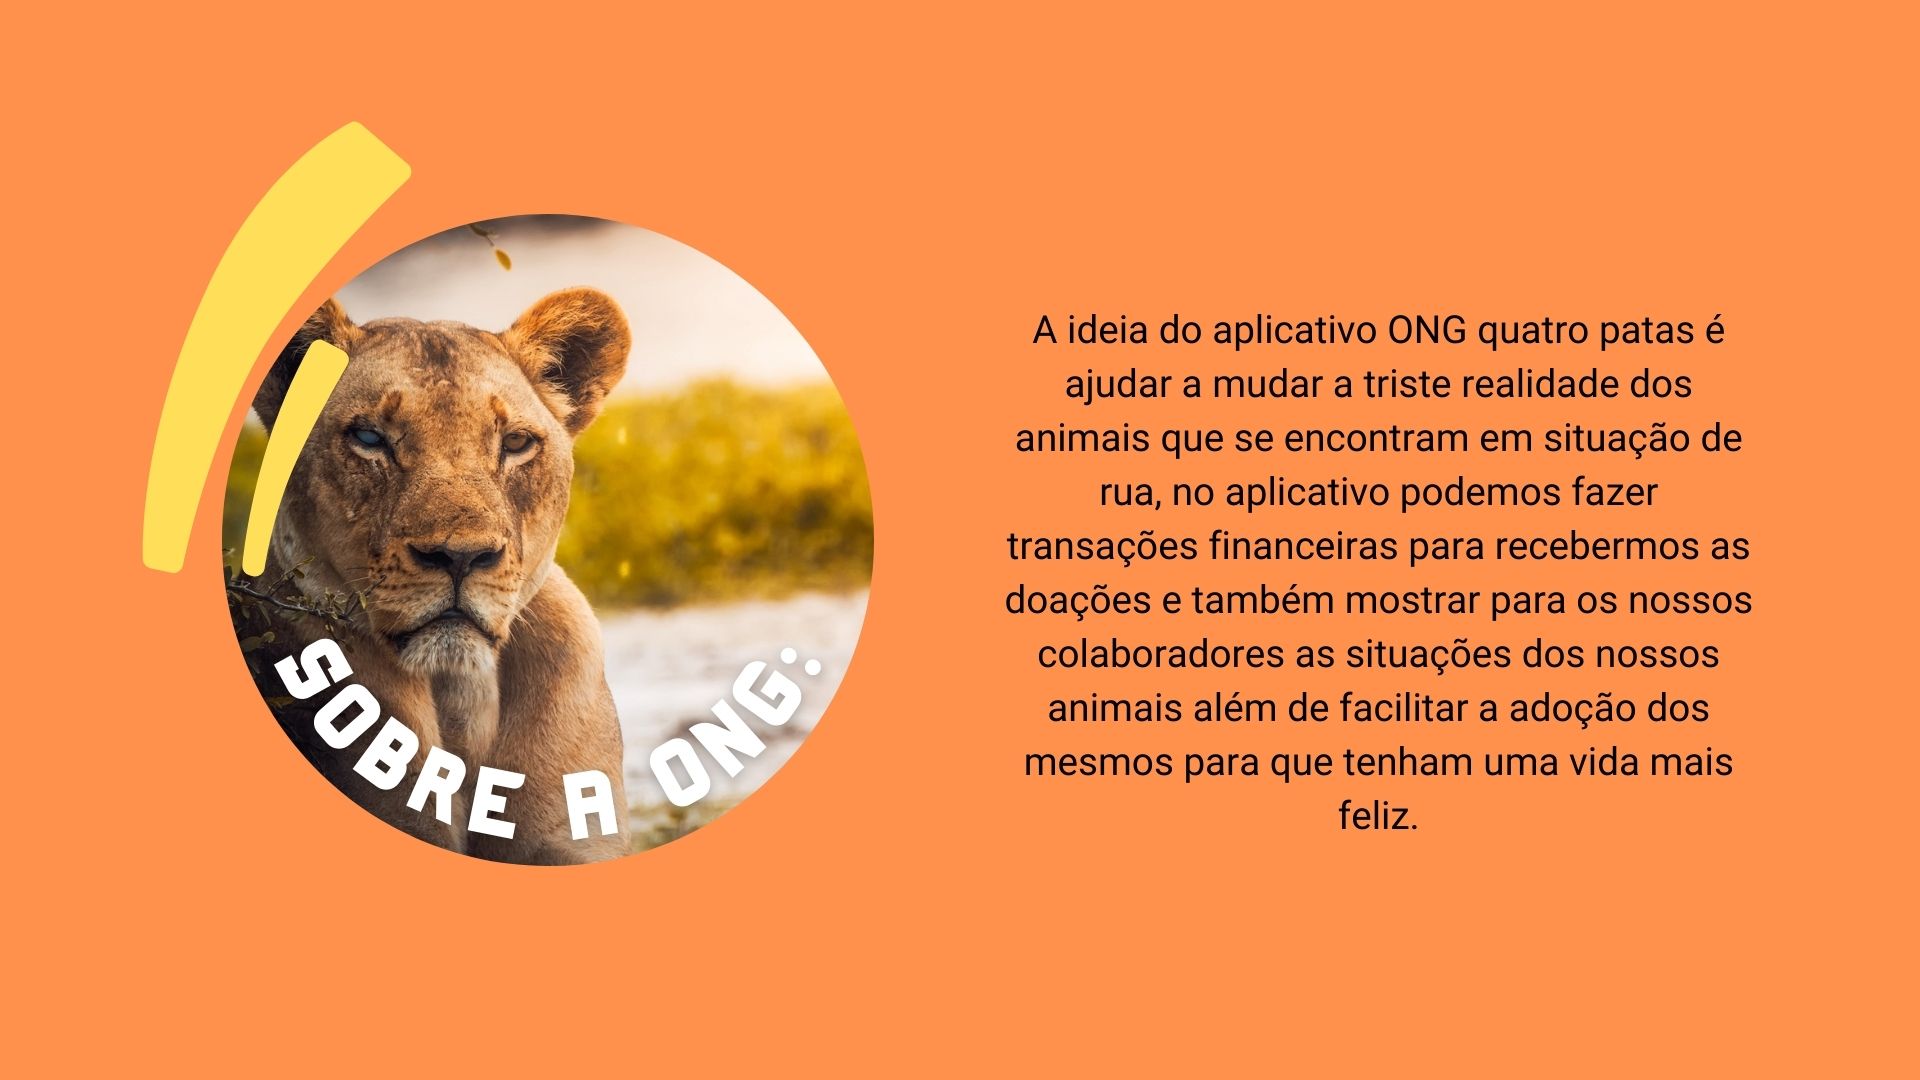 SOBRE A ONG:
A ideia do aplicativo ONG quatro patas é
ajudar a mudar a triste realidade dos
animais que se encontram em situação de
rua, no aplicativo podemos fazer
transações financeiras para recebermos as
doações e também mostrar para os nossos
colaboradores as situações dos nossos
animais além de facilitar a adoção dos
mesmos para que tenham uma vida mais
feliz.